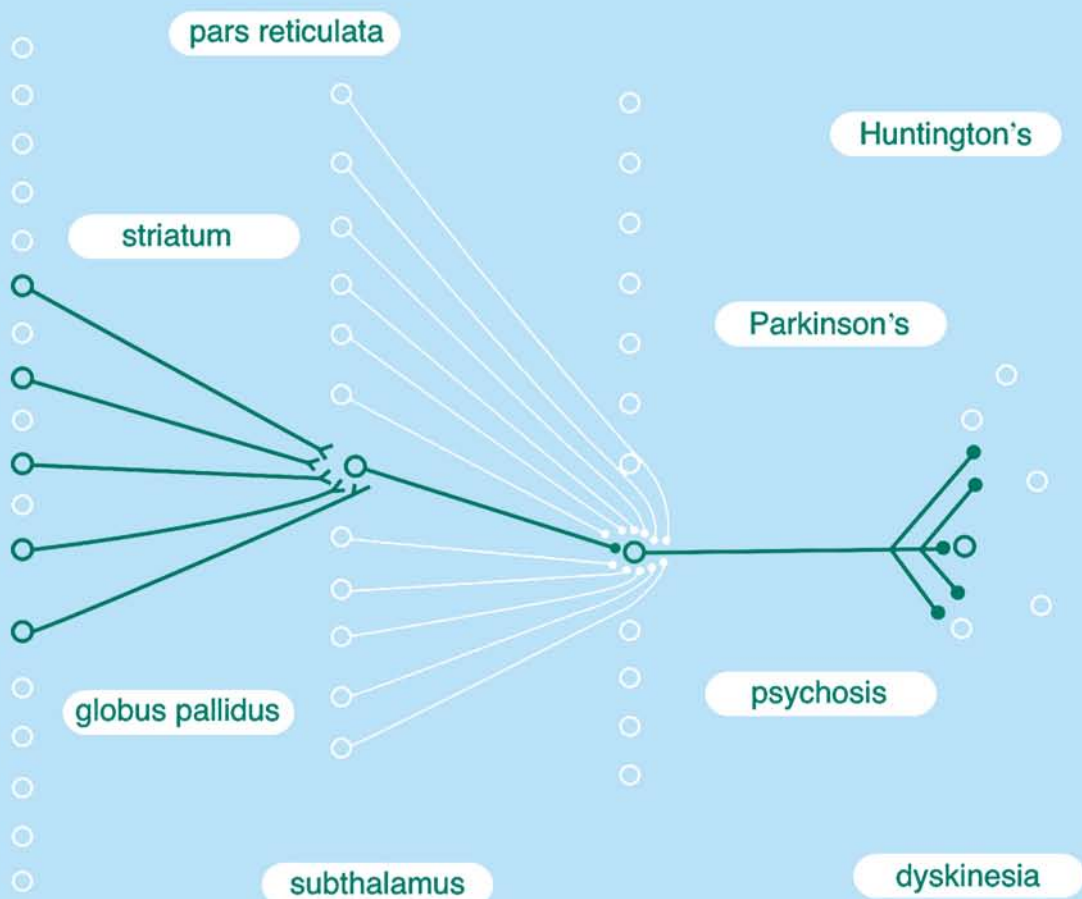 pars reticulata
Huntington's
striatum
Parkinson's
psychosis
globus pallidus
subthalamus
dyskinesia